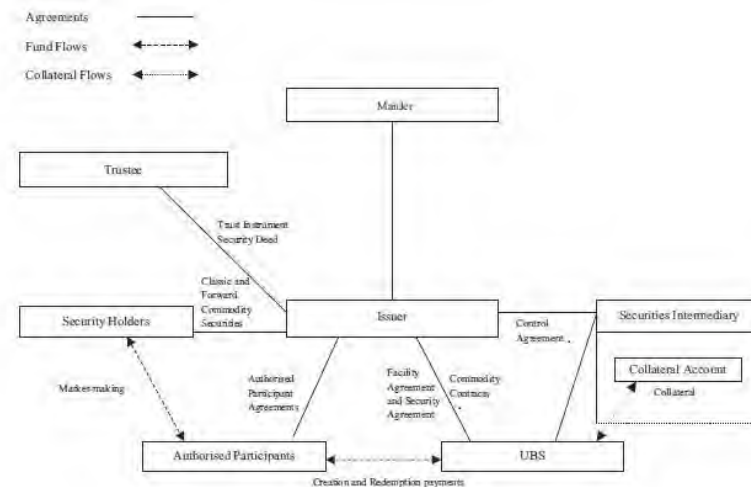 Agreements
Fund Flows
Collateral Flows
Mander
Trustee
Trust Instrument
Security Deed
Classic and
Forward
Commodity
Securities
Security Holders
Issuer
Securities Intermediary
Control
Agreement
Collateral Account
Collateral
Market-making
Authorised
Participant
Agreements
Facility
Agreement
and Security
Agreement
Commodity
Contracts
Authorised Participants
UBS
Creation and Redemption payments